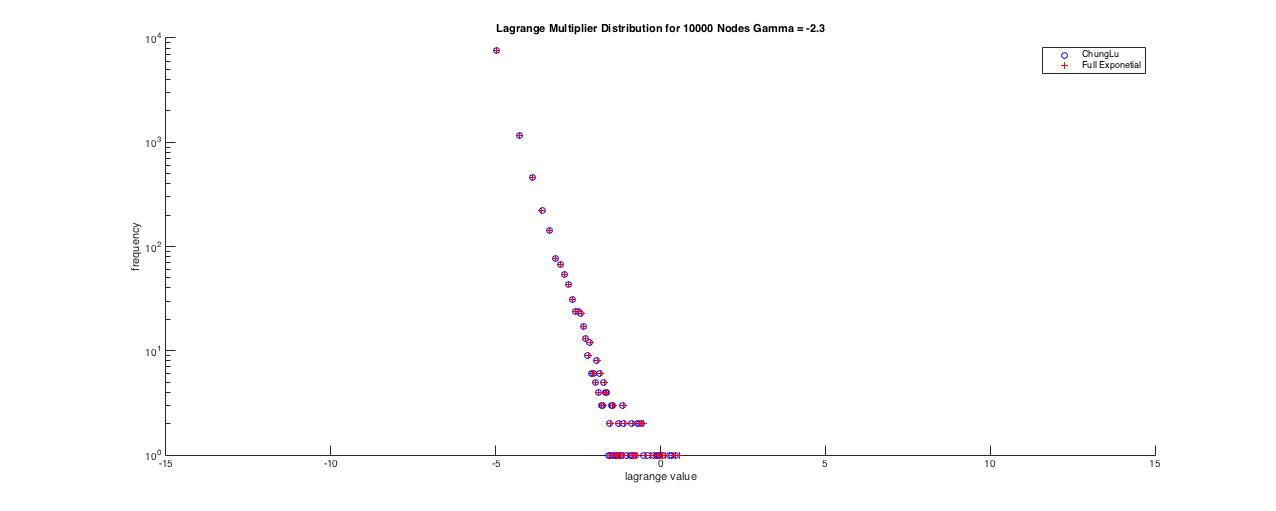 Lagrange Multiplier Distribution for 10000 Nodes Gamma = -2.3
ChungLu
Full Exponetial
frequency
10^4
10^3
10^2
10^1
10^0
-15
-10
-5
0
5
10
15
lagrange value